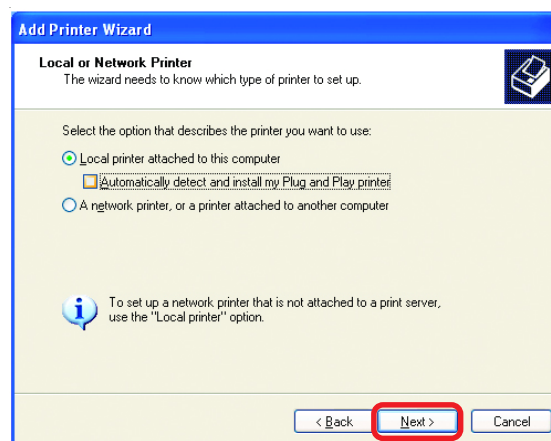 Add Printer Wizard
Local or Network Printer
The wizard needs to know which type of printer to set up.
Select the option that describes the printer you want to use:
Local printer attached to this computer
Automatically detect and install my Plug and Play printer
A network printer, or a printer attached to another computer
To set up a network printer that is not attached to a print server,
use the "Local printer" option.
< Back Next > Cancel